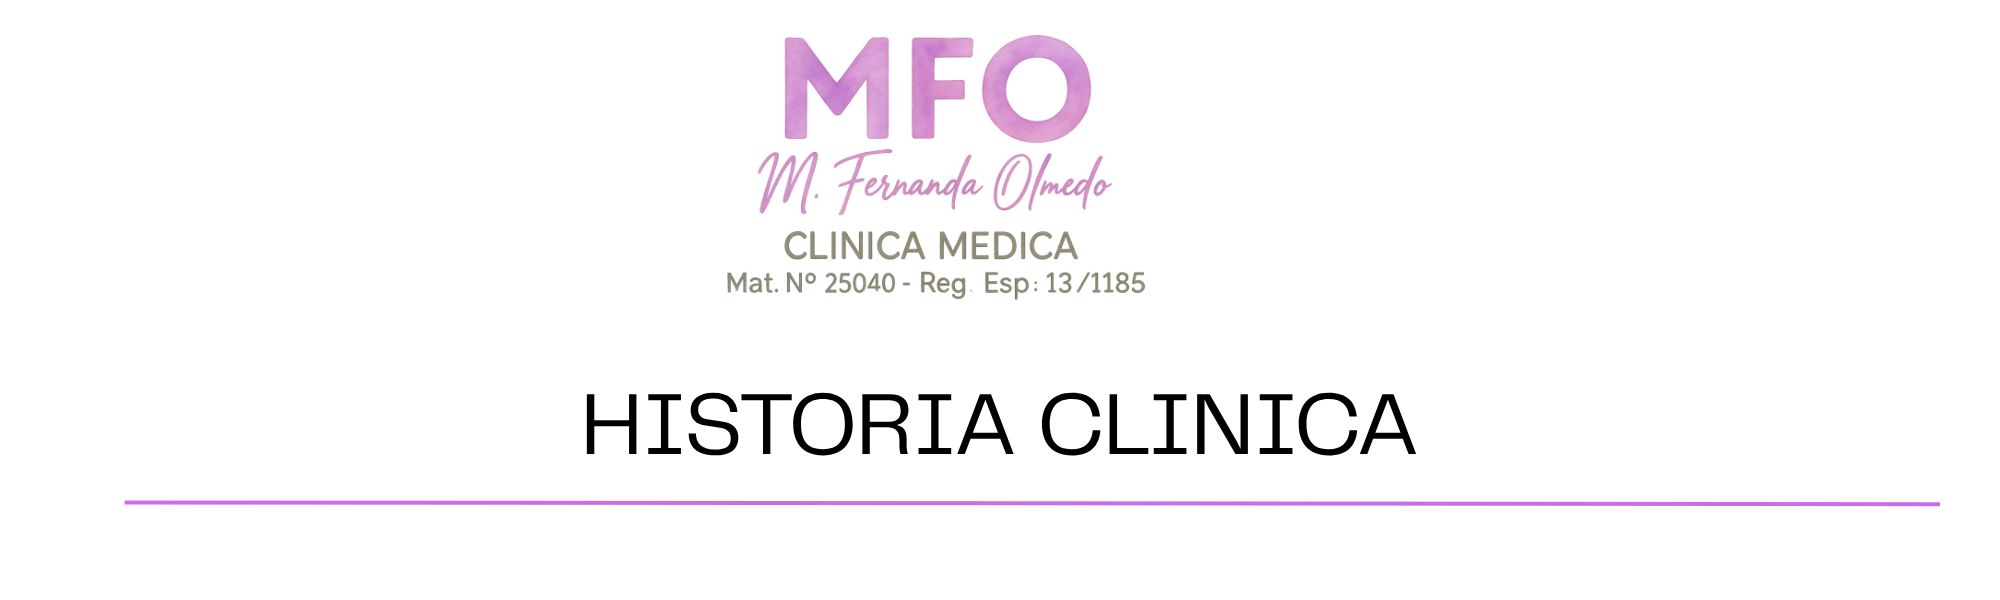 MFO
M. Fernanda Olmedo
CLINICA MEDICA
Mat. Nº 25040 - Reg. Esp: 13/1185
HISTORIA CLINICA